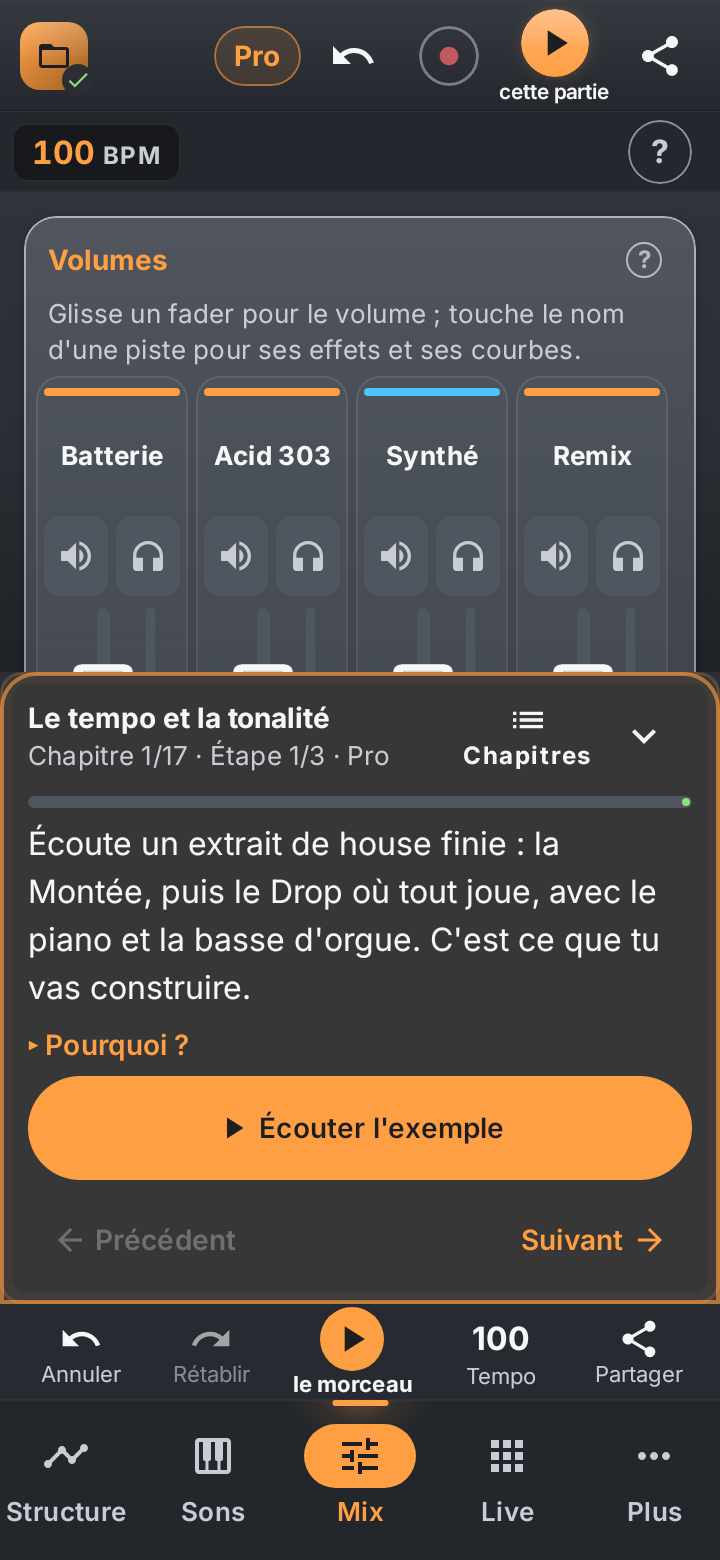 Pro
cette partie
100 BPM
?
Volumes
?
Glisse un fader pour le volume ; touche le nom
d'une piste pour ses effets et ses courbes.
Batterie
Acid 303
Synthé
Remix
Le tempo et la tonalité
Chapitre 1/17 · Étape 1/3 · Pro
Chapitres
Écoute un extrait de house finie : la
Montée, puis le Drop où tout joue, avec le
piano et la basse d'orgue. C'est ce que tu
vas construire.
▸ Pourquoi ?
Écouter l'exemple
← Précédent
Suivant →
Annuler
Rétablir
le morceau
100
Tempo
Partager
Structure
Sons
Mix
Live
Plus